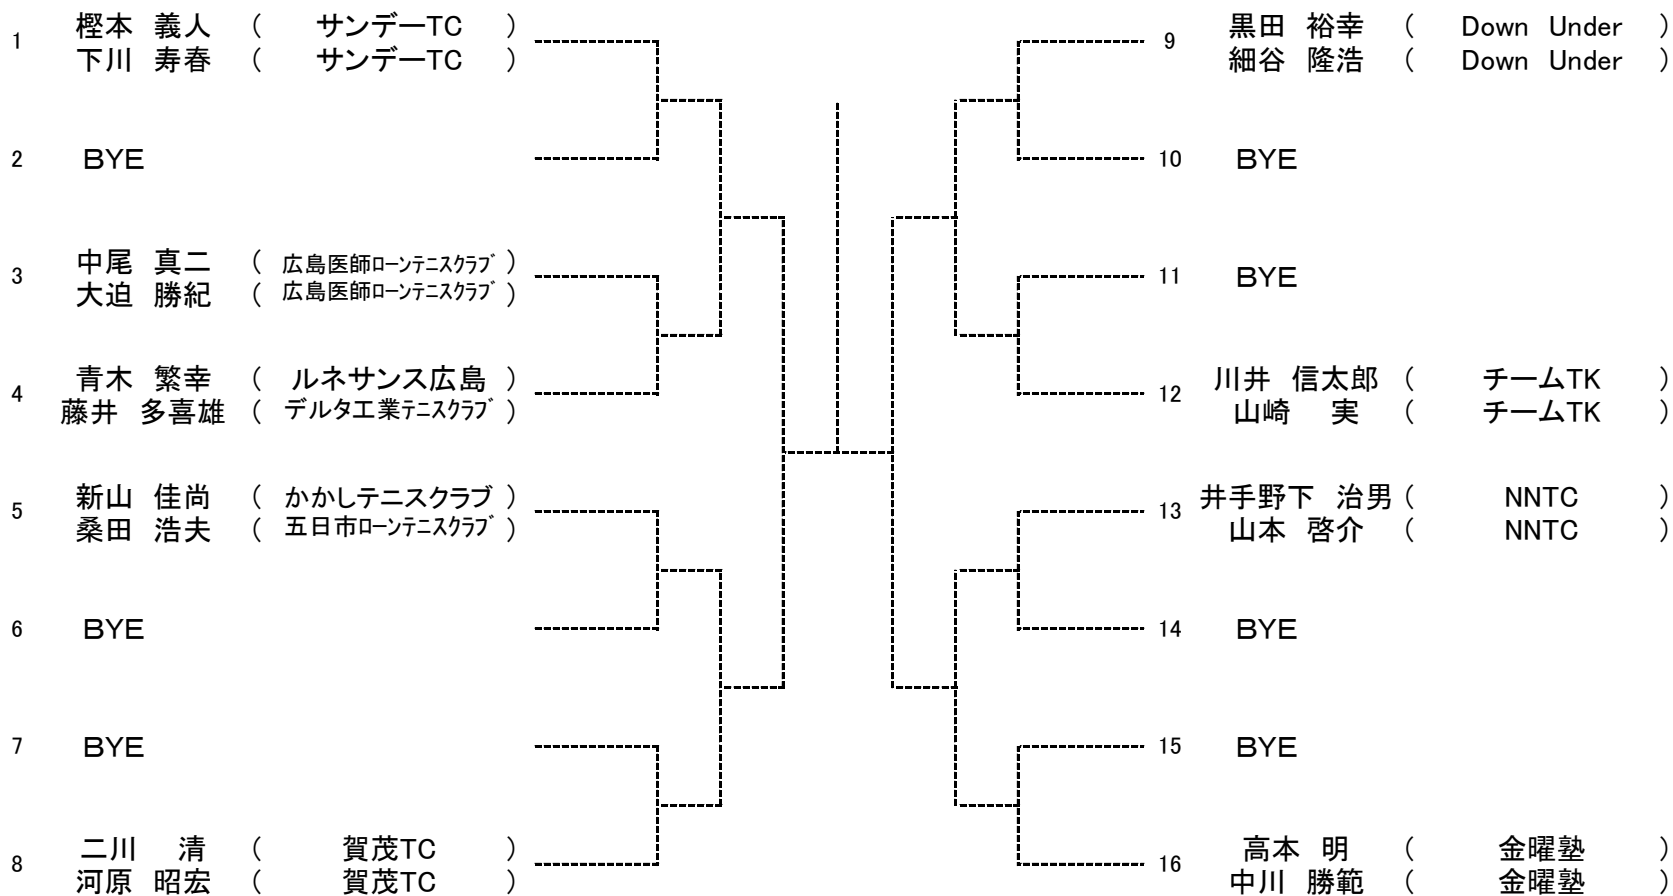 1 樫本 義人 ( サンデーTC )
下川 寿春 ( サンデーTC )
2 BYE
3 中尾 真二 ( 広島医師ローンテニスクラブ )
大迫 勝紀 ( 広島医師ローンテニスクラブ )
4 青木 繁幸 ( ルネサンス広島 )
藤井 多喜雄 ( デルタ工業テニスクラブ )
5 新山 佳尚 ( かかしテニスクラブ )
桑田 浩夫 ( 五日市ローンテニスクラブ )
6 BYE
7 BYE
8 二川 清 ( 賀茂TC )
河原 昭宏 ( 賀茂TC )
9 黒田 裕幸 ( Down Under )
細谷 隆浩 ( Down Under )
10 BYE
11 BYE
12 川井 信太郎 ( チームTK )
山崎 実 ( チームTK )
13 井手野下 治男 ( NNTC )
山本 啓介 ( NNTC )
14 BYE
15 BYE
16 高本 明 ( 金曜塾 )
中川 勝範 ( 金曜塾 )